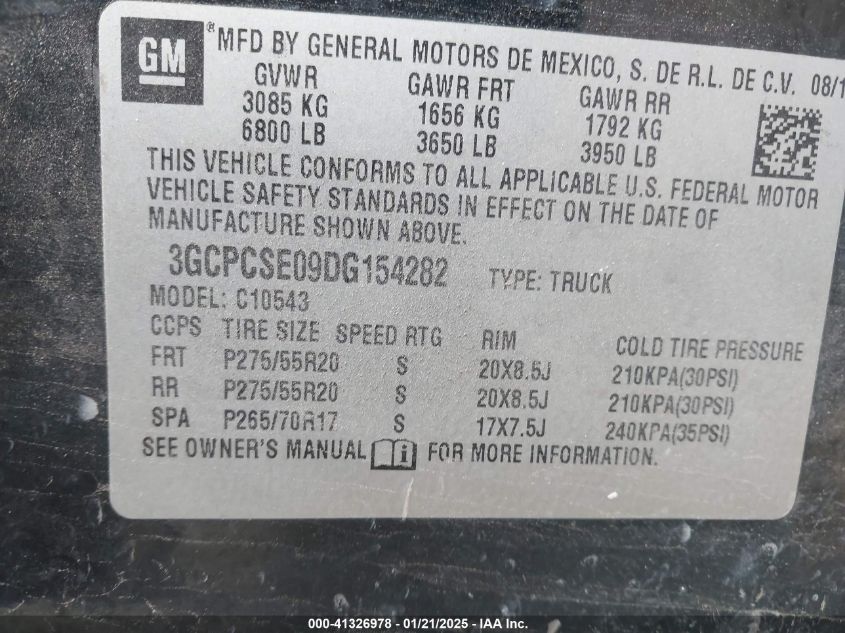 GM ® MFD BY GENERAL MOTORS DE MEXICO, S. DE R.L. DE C.V. 08/1
GVWR GAWR FRT GAWR RR
3085 KG 1656 KG 1792 KG
6800 LB 3650 LB 3950 LB
THIS VEHICLE CONFORMS TO ALL APPLICABLE U.S. FEDERAL MOTOR
VEHICLE SAFETY STANDARDS IN EFFECT ON THE DATE OF
MANUFACTURE SHOWN ABOVE.
3GCPCSE09DG154282 TYPE: TRUCK
MODEL: C10543
CCPS TIRE SIZE SPEED RTG RIM COLD TIRE PRESSURE
FRT P275/55R20 S 20X8.5J 210KPA(30PSI)
RR P275/55R20 S 20X8.5J 210KPA(30PSI)
SPA P265/70R17 S 17X7.5J 240KPA(35PSI)
SEE OWNER'S MANUAL i FOR MORE INFORMATION.
000-41326978 - 01/21/2025 - IAA Inc.